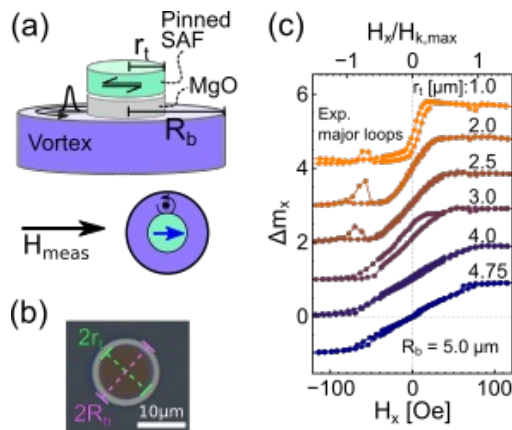 (a)
Pinned
SAF
r_t
MgO
R_b
Vortex
H_meas
(b)
2r_t
2R_b
10μm
(c)
H_x/H_k,max
-1 0 1
r_t [μm]:1.0
Exp.
major loops
2.0
2.5
3.0
4.0
4.75
R_b = 5.0 μm
Δm_x
6
4
2
0
-100 0 100
H_x [Oe]